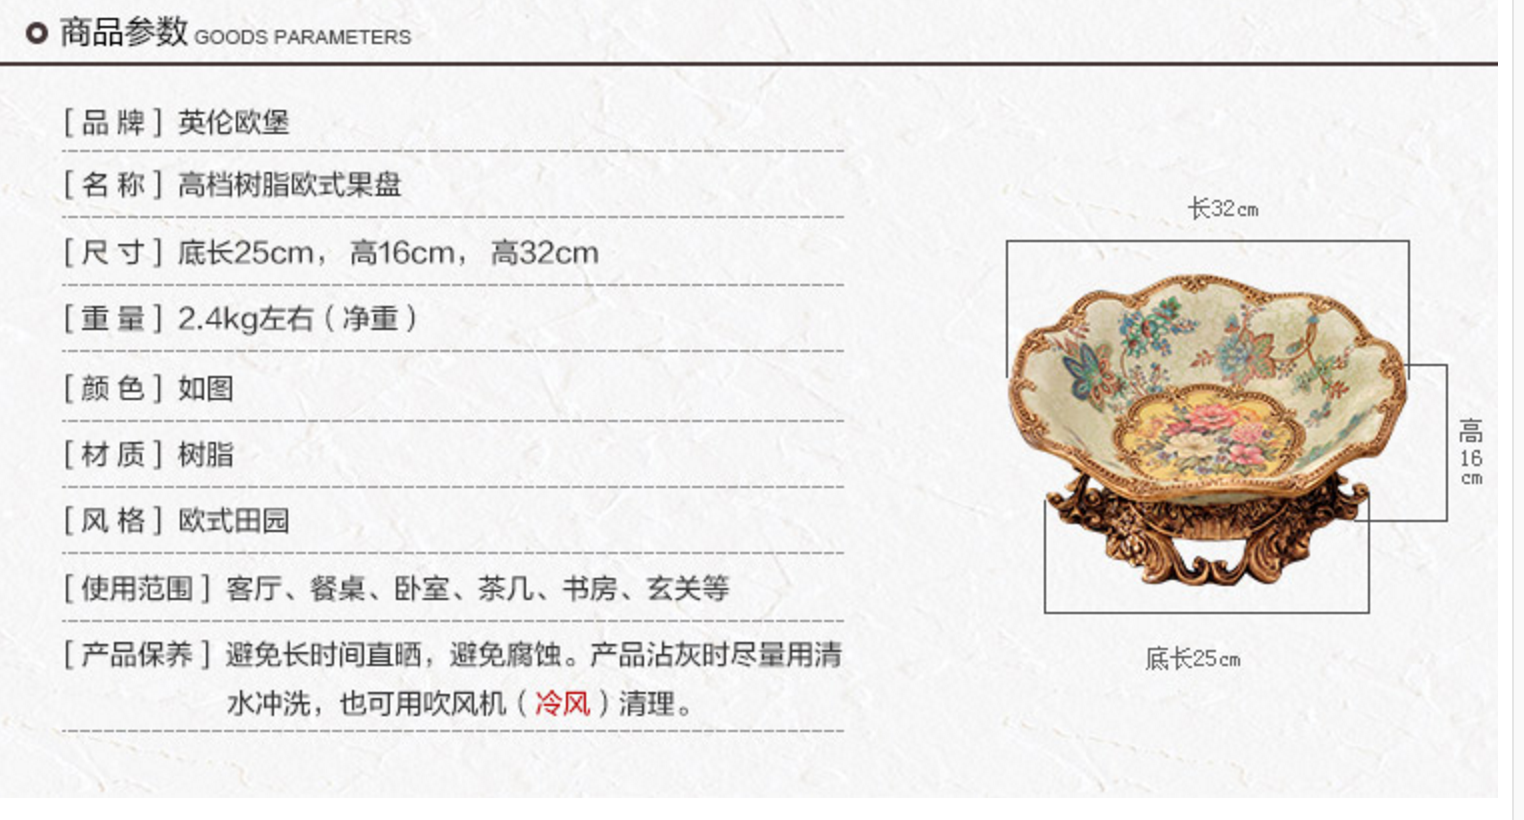 商品参数 GOODS PARAMETERS
[品牌] 英伦欧堡
[名称] 高档树脂欧式果盘
[尺寸] 底长25cm， 高16cm， 高32cm
[重量] 2.4kg左右（净重）
[颜色] 如图
[材质] 树脂
[风格] 欧式田园
[使用范围] 客厅、餐桌、卧室、茶几、书房、玄关等
[产品保养] 避免长时间直晒，避免腐蚀。产品沾灰时尽量用清
水冲洗，也可用吹风机（冷风）清理。
长32cm
高
16
cm
底长25cm